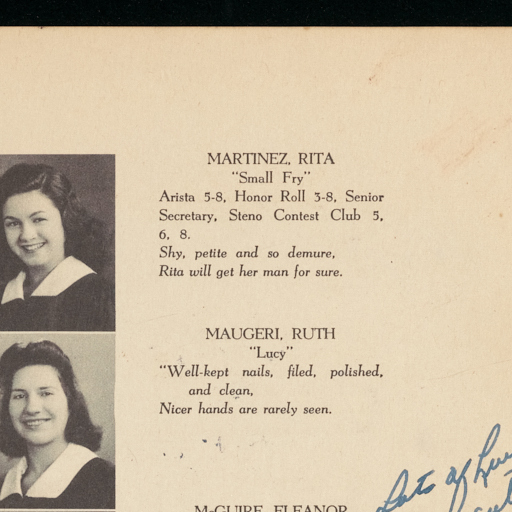 MARTINEZ, RITA
"Small Fry"
Arista 5-8, Honor Roll 3-8, Senior
Secretary, Steno Contest Club 5,
6, 8.
Shy, petite and so demure,
Rita will get her man for sure.
MAUGERI, RUTH
"Lucy"
"Well-kept nails, filed, polished,
and clean,
Nicer hands are rarely seen.
McGUIRE, ELEANOR
Lots of